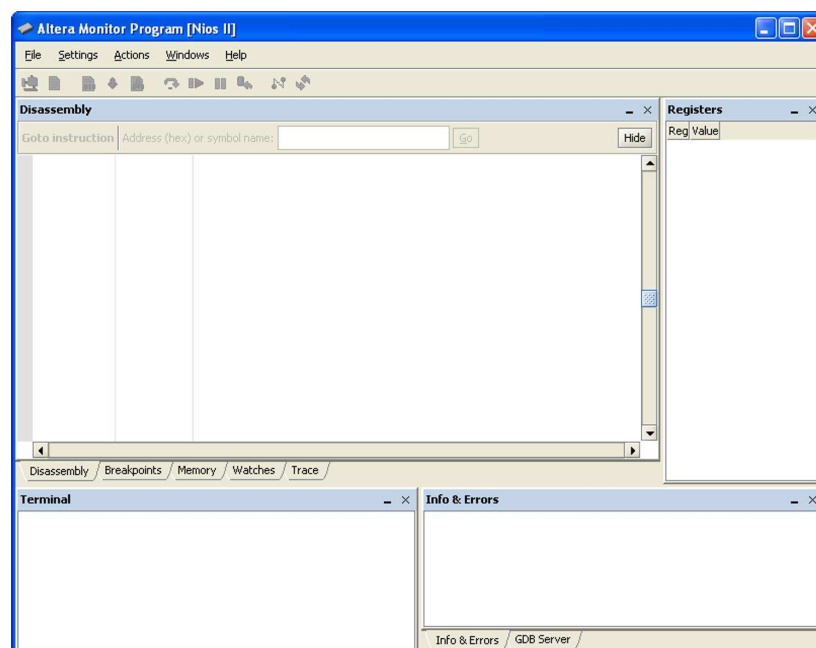 Altera Monitor Program [Nios II]
File Settings Actions Windows Help
Disassembly
Goto instruction Address (hex) or symbol name: Go Hide
Registers
Reg Value
Disassembly Breakpoints Memory Watches Trace
Terminal
Info & Errors
Info & Errors GDB Server